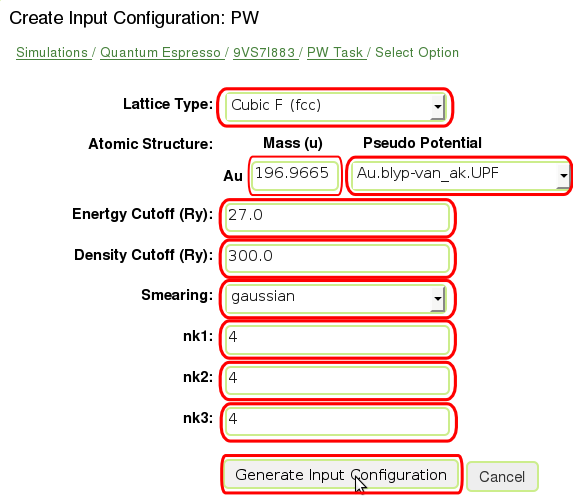 Create Input Configuration: PW
Simulations / Quantum Espresso / 9VS7I883 / PW Task / Select Option
Lattice Type: Cubic F (fcc)
Atomic Structure: Mass (u) Pseudo Potential
Au 196.9665 Au.blyp-van_ak.UPF
Enertgy Cutoff (Ry): 27.0
Density Cutoff (Ry): 300.0
Smearing: gaussian
nk1: 4
nk2: 4
nk3: 4
Generate Input Configuration Cancel